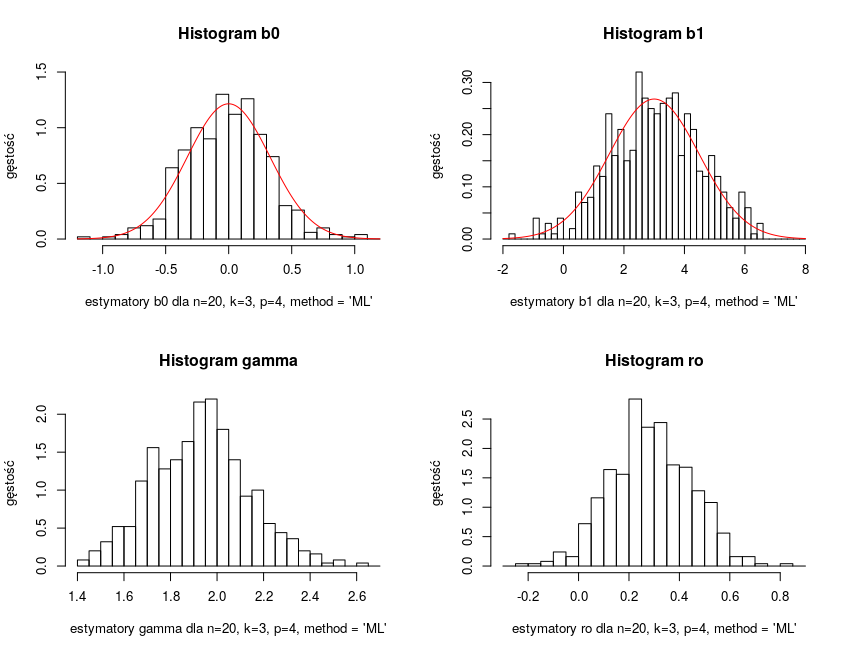 Histogram b0
gęstość
0.0 0.5 1.0 1.5
-1.0 -0.5 0.0 0.5 1.0
estymatory b0 dla n=20, k=3, p=4, method = 'ML'
Histogram b1
gęstość
0.00 0.10 0.20 0.30
-2 0 2 4 6 8
estymatory b1 dla n=20, k=3, p=4, method = 'ML'
Histogram gamma
gęstość
0.0 0.5 1.0 1.5 2.0
1.4 1.6 1.8 2.0 2.2 2.4 2.6
estymatory gamma dla n=20, k=3, p=4, method = 'ML'
Histogram ro
gęstość
0.0 0.5 1.0 1.5 2.0 2.5
-0.2 0.0 0.2 0.4 0.6 0.8
estymatory ro dla n=20, k=3, p=4, method = 'ML'